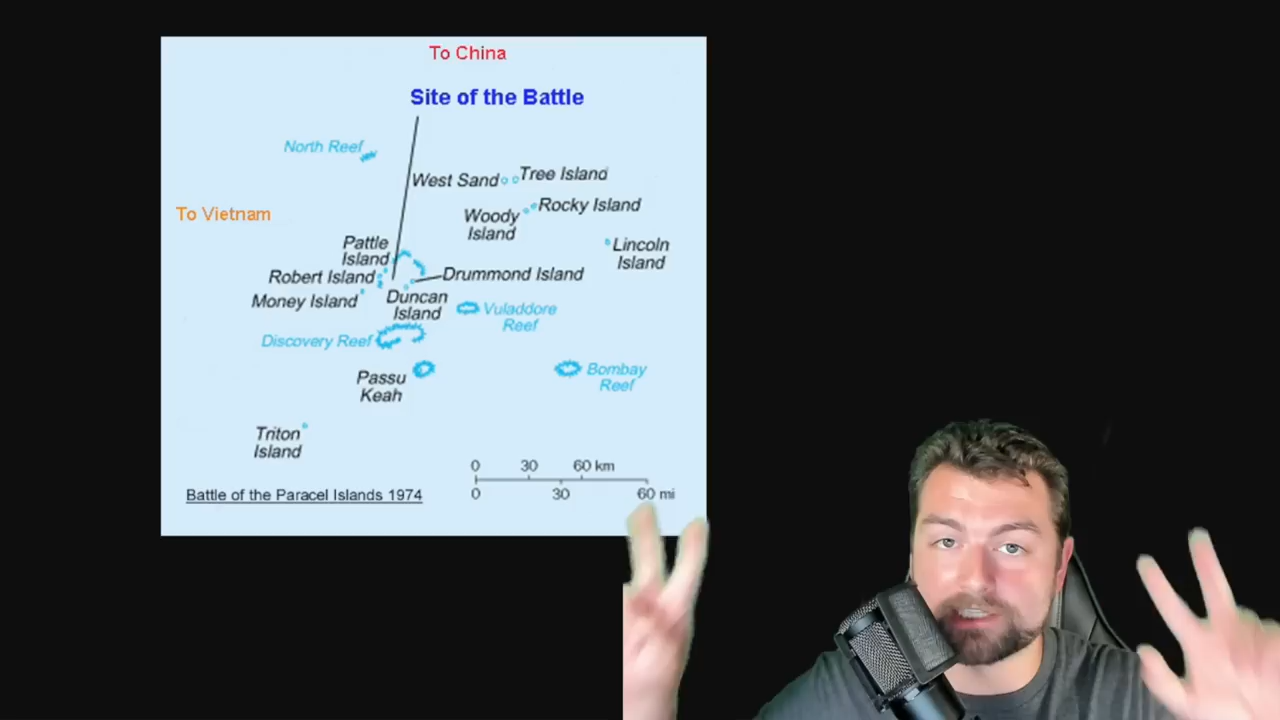 To China
Site of the Battle
North Reef
West Sand
Tree Island
To Vietnam
Woody
Island
Rocky Island
Pattle
Island
Lincoln
Island
Robert Island
Drummond Island
Money Island
Duncan
Island
Vuladdore
Reef
Discovery Reef
Passu
Keah
Bombay
Reef
Triton
Island
0 30 60 km
0 30 60 mi
Battle of the Paracel Islands 1974